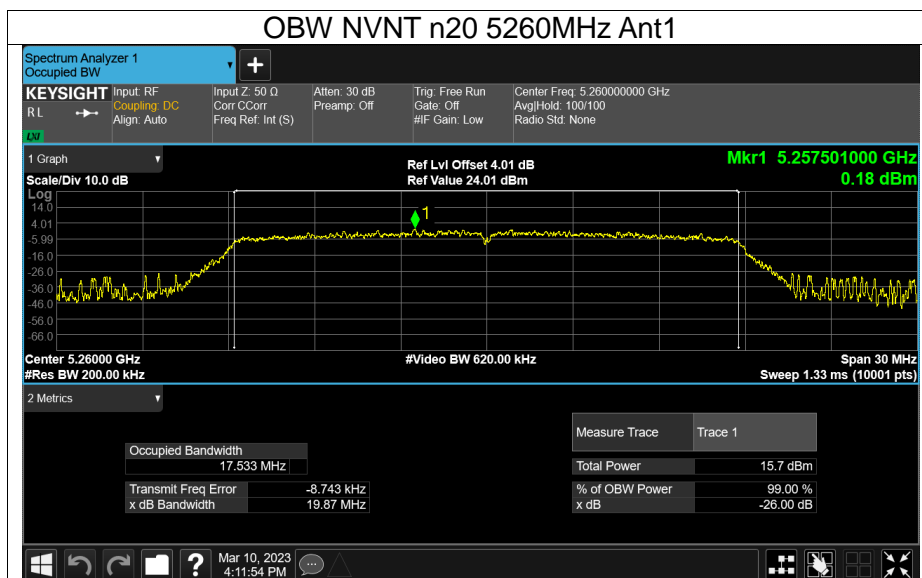 OBW NVNT n20 5260MHz Ant1
Spectrum Analyzer 1
Occupied BW
KEYSIGHT
R L
LXI
Input: RF
Coupling: DC
Align: Auto
Input Z: 50 Ω
Corr CCorr
Freq Ref: Int (S)
Atten: 30 dB
Preamp: Off
Trig: Free Run
Gate: Off
#IF Gain: Low
Center Freq: 5.260000000 GHz
Avg|Hold: 100/100
Radio Std: None
1 Graph
Scale/Div 10.0 dB
Ref Lvl Offset 4.01 dB
Ref Value 24.01 dBm
Mkr1 5.257501000 GHz
0.18 dBm
Log
14.0
4.01
-5.99
-16.0
-26.0
-36.0
-46.0
-56.0
-66.0
1
Center 5.26000 GHz
#Res BW 200.00 kHz
#Video BW 620.00 kHz
Span 30 MHz
Sweep 1.33 ms (10001 pts)
2 Metrics
Occupied Bandwidth
17.533 MHz
Transmit Freq Error -8.743 kHz
x dB Bandwidth 19.87 MHz
Measure Trace Trace 1
Total Power 15.7 dBm
% of OBW Power 99.00 %
x dB -26.00 dB
?
Mar 10, 2023
4:11:54 PM